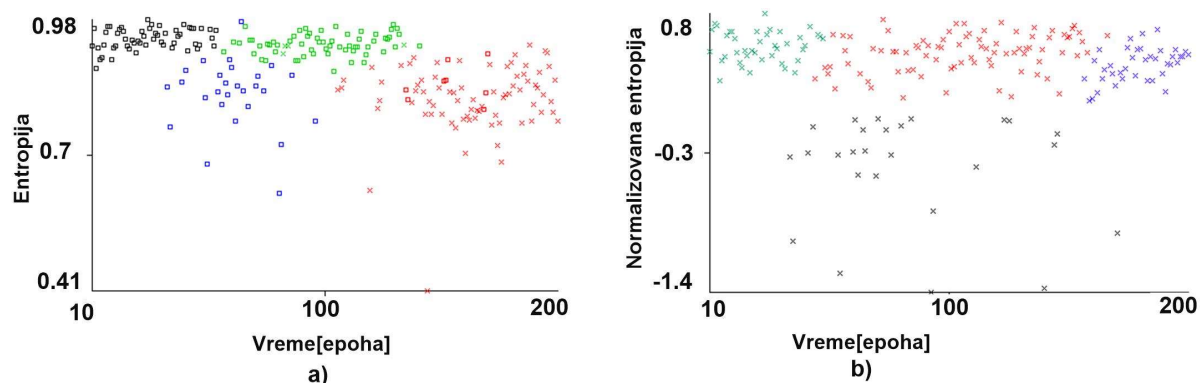 Entropija
0.98
0.7
0.41
10
100
200
Vreme[epoha]
a)
Normalizovana entropija
0.8
-0.3
-1.4
10
100
200
Vreme[epoha]
b)